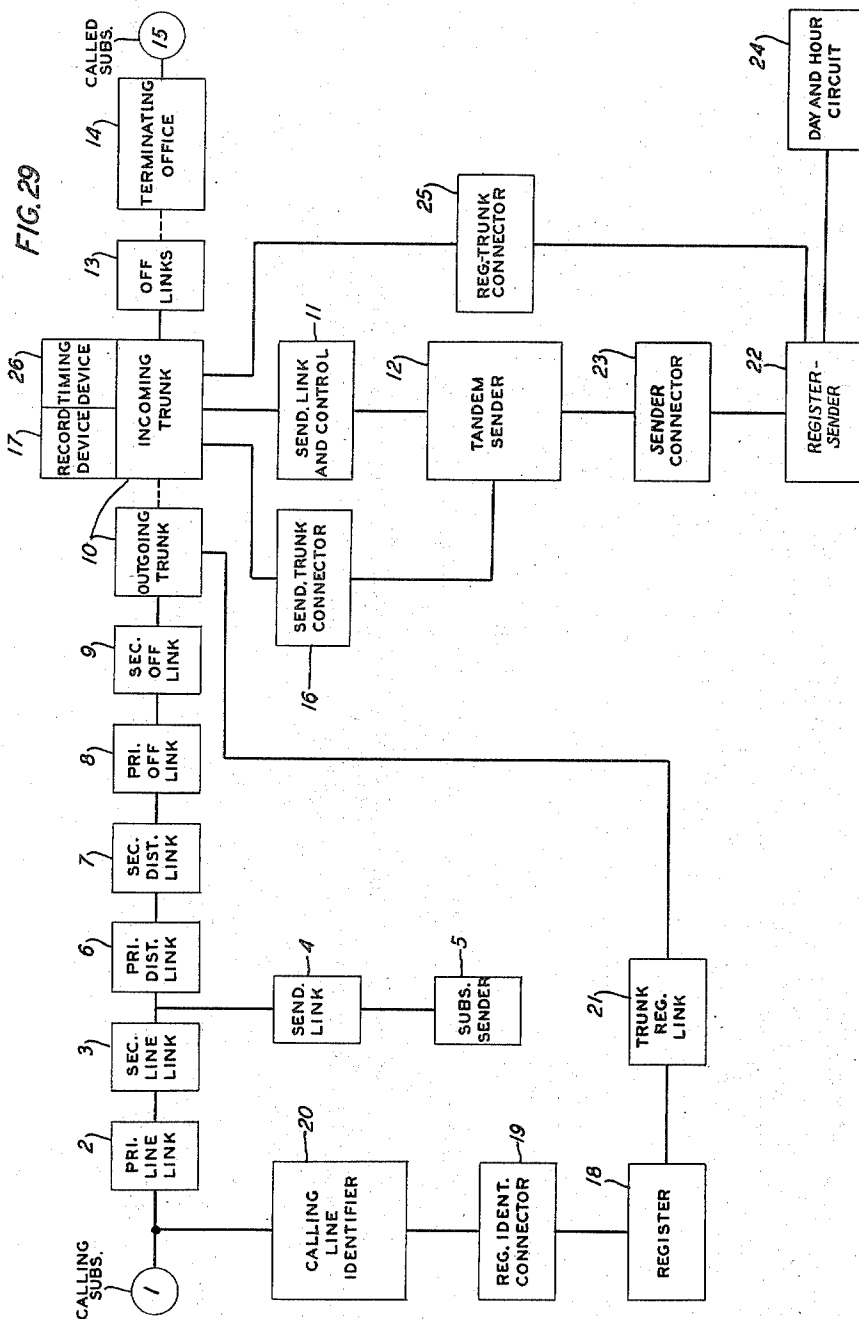 FIG. 29
CALLING
SUBS.
1
2
PRI.
LINE
LINK
3
SEC.
LINE
LINK
6
PRI.
DIST.
LINK
7
SEC.
DIST.
LINK
8
PRI.
OFF
LINK
9
SEC.
OFF
LINK
10
OUTGOING
TRUNK
17
RECORD
DEVICE
26
TIMING
DEVICE
INCOMING
TRUNK
13
OFF
LINKS
14
TERMINATING
OFFICE
CALLED
SUBS.
15
4
SEND.
LINK
5
SUBS.
SENDER
16
SEND. TRUNK
CONNECTOR
11
SEND. LINK
AND CONTROL
25
REG.-TRUNK
CONNECTOR
12
TANDEM
SENDER
20
CALLING
LINE
IDENTIFIER
19
REG. IDENT.
CONNECTOR
18
REGISTER
21
TRUNK
REG.
LINK
23
SENDER
CONNECTOR
22
REGISTER-
SENDER
24
DAY AND HOUR
CIRCUIT